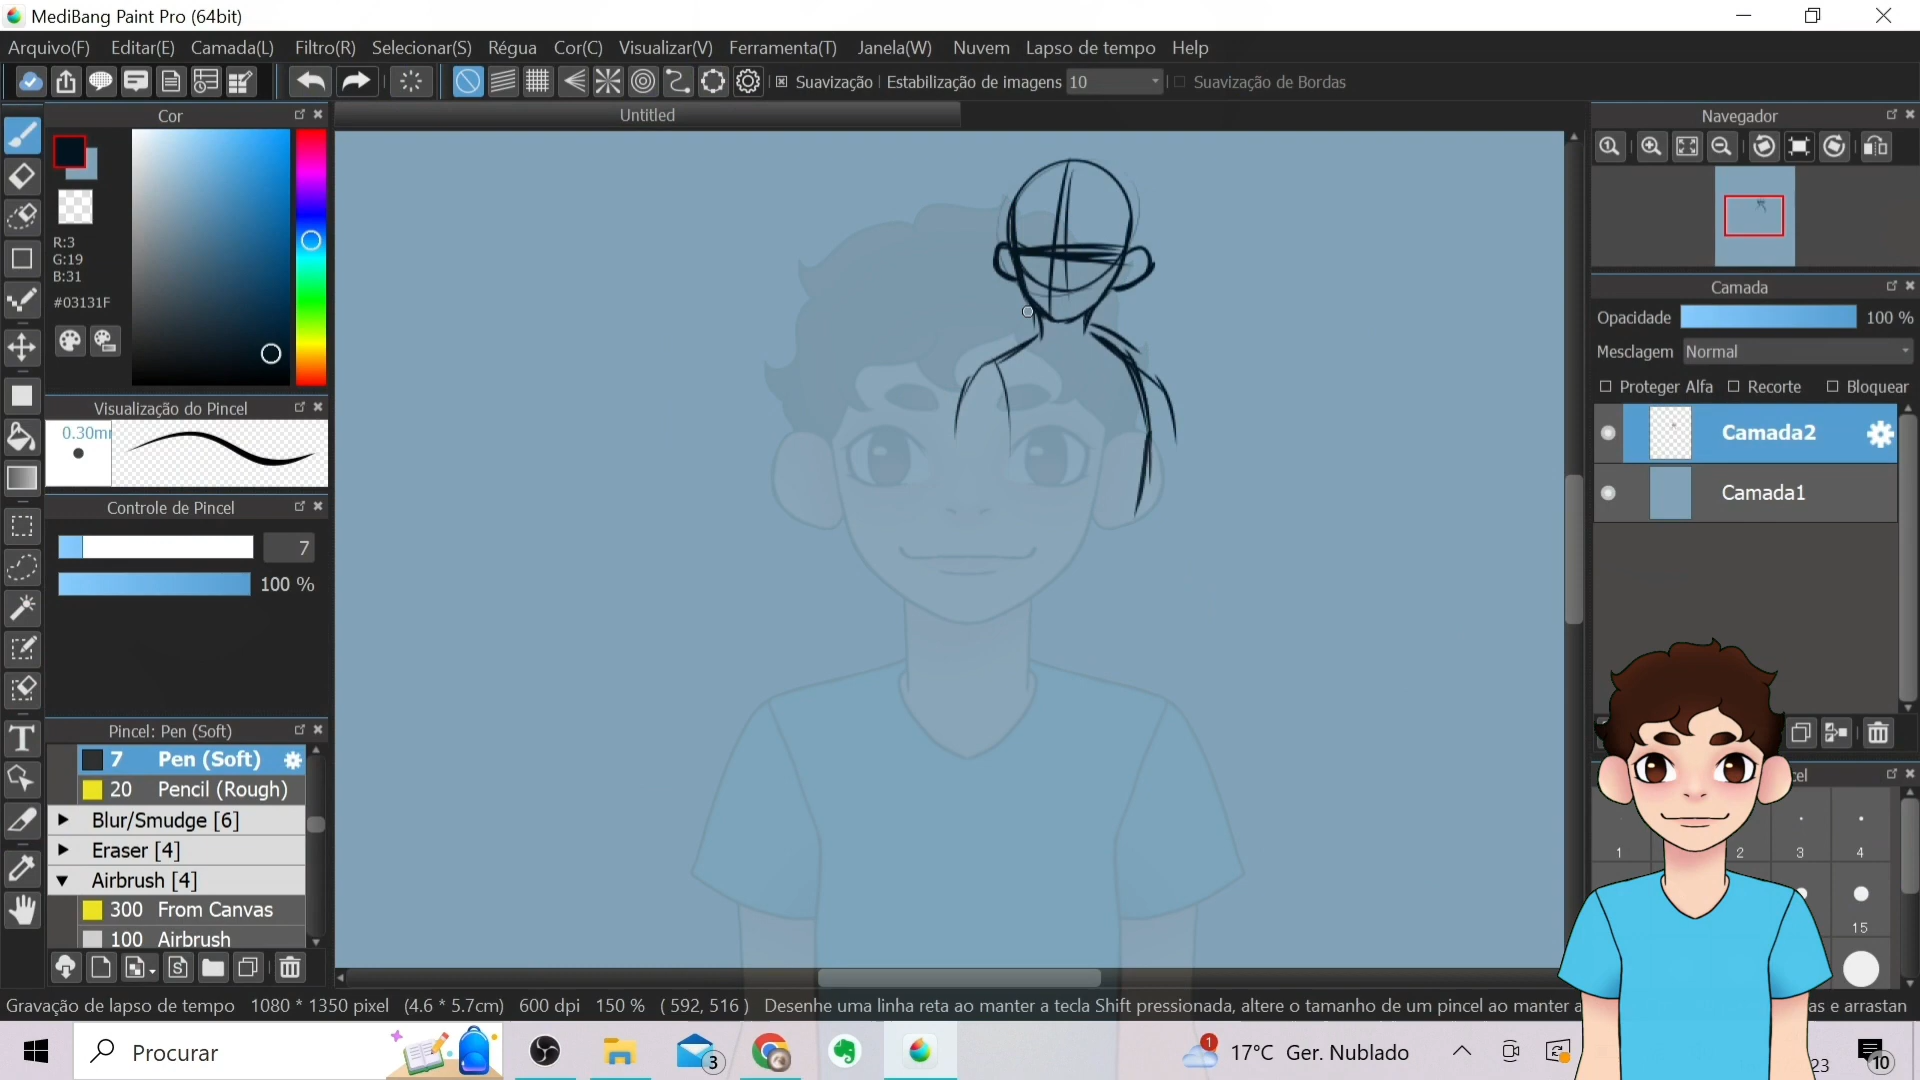 MediBang Paint Pro (64bit)
Arquivo(F) Editar(E) Camada(L) Filtro(R) Selecionar(S) Régua Cor(C) Visualizar(V) Ferramenta(T) Janela(W) Nuvem Lapso de tempo Help
Suavização Estabilização de imagens 10 Suavização de Bordas
Cor
Untitled
Navegador
R:3
G:19
B:31
#03131F
Camada
Opacidade 100 %
Mesclagem Normal
Proteger Alfa Recorte Bloquear
Camada2
Camada1
Visualização do Pincel
0.30m
Controle de Pincel
7
100 %
Pincel: Pen (Soft)
7 Pen (Soft)
20 Pencil (Rough)
Blur/Smudge [6]
Eraser [4]
Airbrush [4]
300 From Canvas
100 Airbrush
cel
1 2 3 4
15
Gravação de lapso de tempo 1080 * 1350 pixel (4.6 * 5.7cm) 600 dpi 150 % ( 592, 516 ) Desenhe uma linha reta ao manter a tecla Shift pressionada, altere o tamanho de um pincel ao manter a as e arrastan
Procurar
3
1
17°C Ger. Nublado
23
10